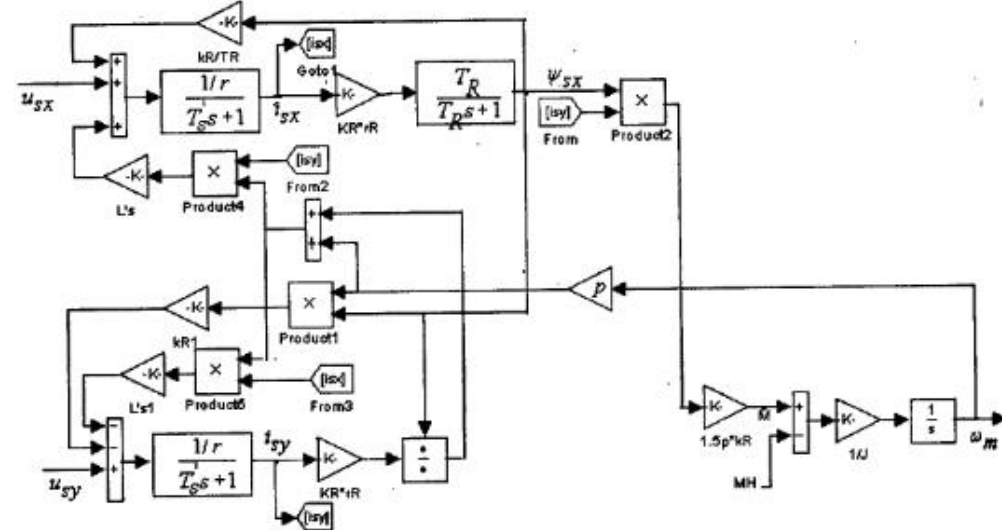 -K-
kR/TR
[isx]
Goto1
+
+
+
u_sx
1/r
T's s+1
i_sx
K-
KR*rR
T_R
T_R s+1
ψ_sx
[isy]
From
×
Product2
-K-
L's
×
Product4
[isy]
From2
+
+
-K-
kR1
×
Product1
p
-K-
L's1
×
Product5
[isx]
From3
-
-
+
u_sy
1/r
T's s+1
i_sy
K-
KR*rR
÷
[isy]
K-
1.5p*kR
M
+
-
MH
K-
1/J
1
s
ω_m